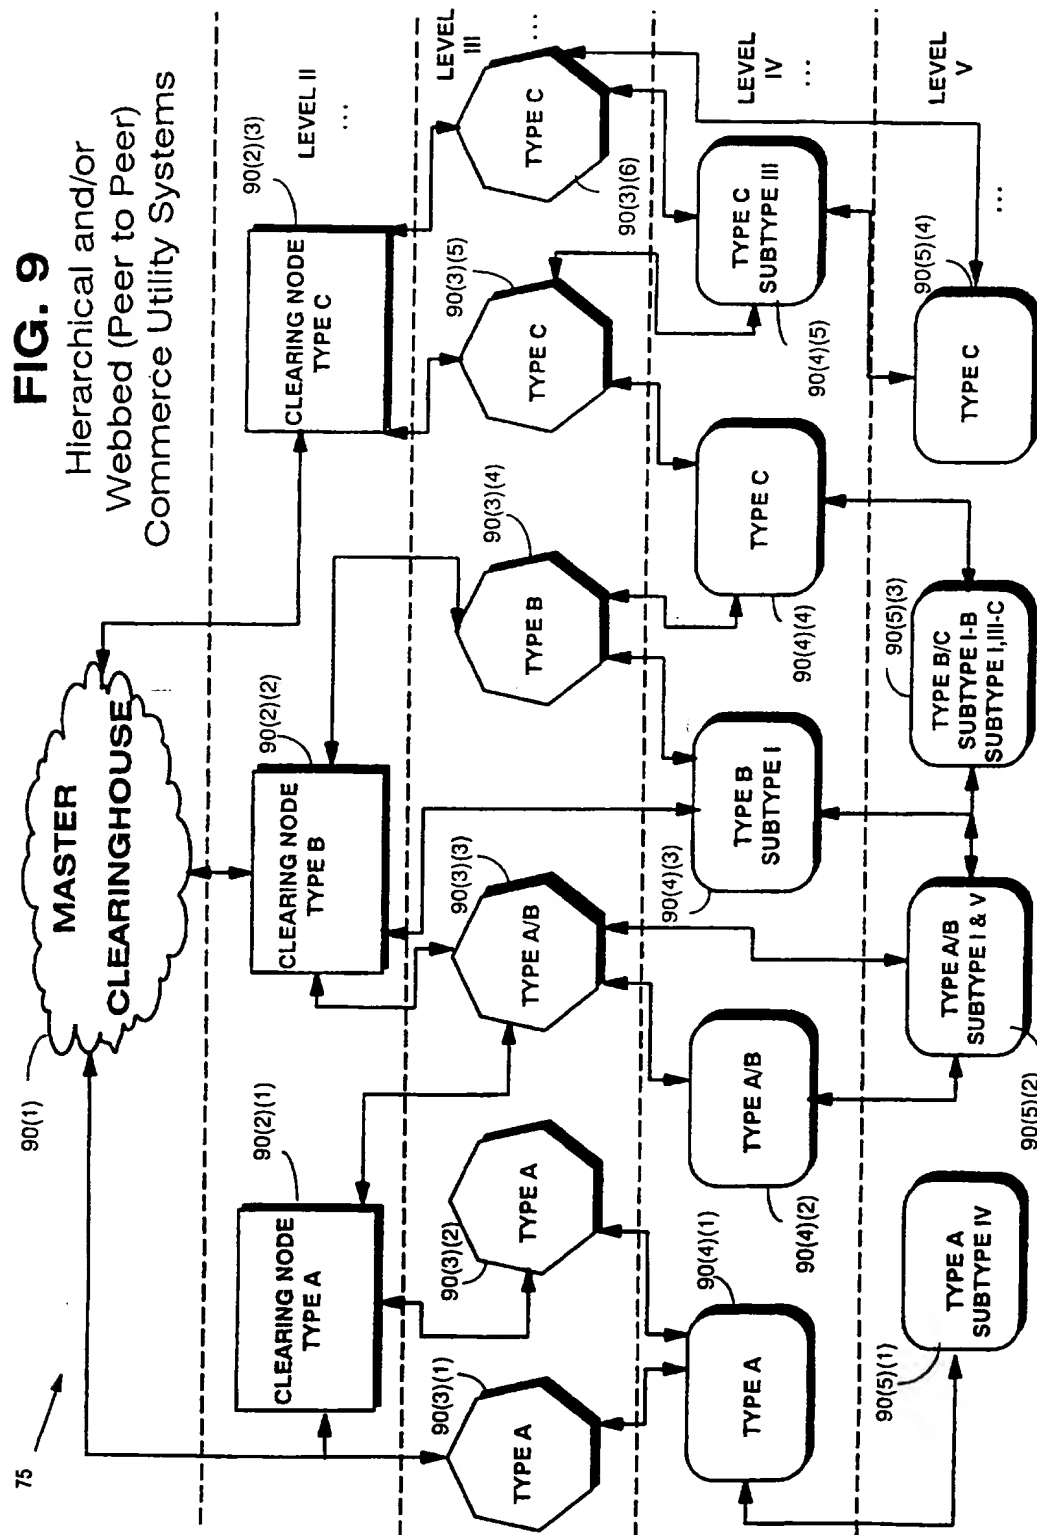 FIG. 9
Hierarchical and/or
Webbed (Peer to Peer)
Commerce Utility Systems
75
90(1)
MASTER
CLEARINGHOUSE
LEVEL II
...
90(2)(1)
CLEARING NODE
TYPE A
90(2)(2)
CLEARING NODE
TYPE B
90(2)(3)
CLEARING NODE
TYPE C
LEVEL
III
...
90(3)(1)
TYPE A
90(3)(2)
TYPE A
90(3)(3)
TYPE A/B
90(3)(4)
TYPE B
90(3)(5)
TYPE C
90(3)(6)
TYPE C
LEVEL
IV
...
90(4)(1)
TYPE A
90(4)(2)
TYPE A/B
90(4)(3)
TYPE B
SUBTYPE I
90(4)(4)
TYPE C
90(4)(5)
TYPE C
SUBTYPE III
LEVEL
V
...
90(5)(1)
TYPE A
SUBTYPE IV
90(5)(2)
TYPE A/B
SUBTYPE I & V
90(5)(3)
TYPE B/C
SUBTYPE I-B
SUBTYPE I,III-C
90(5)(4)
TYPE C